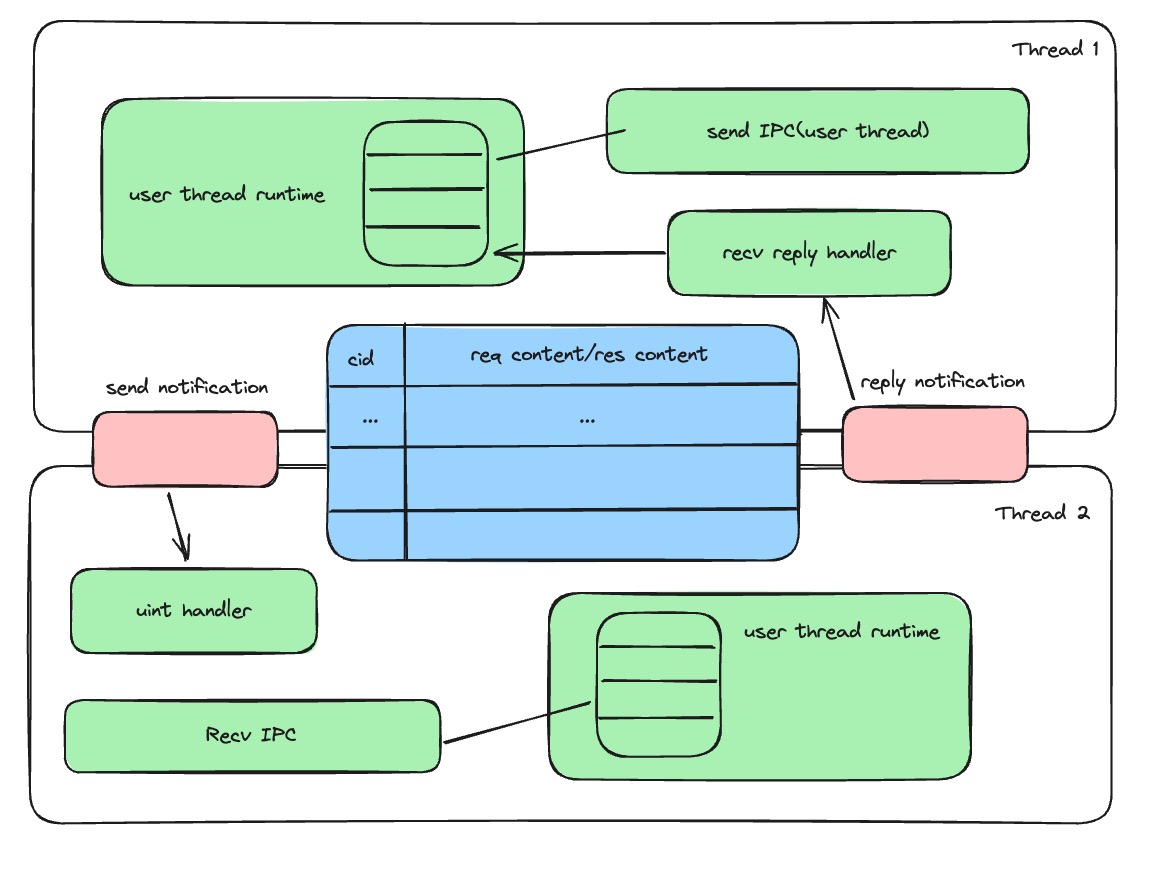 Thread 1
send IPC(user thread)
user thread runtime
recv reply handler
cid
req content/res content
send notification
reply notification
...
...
Thread 2
uint handler
user thread runtime
Recv IPC